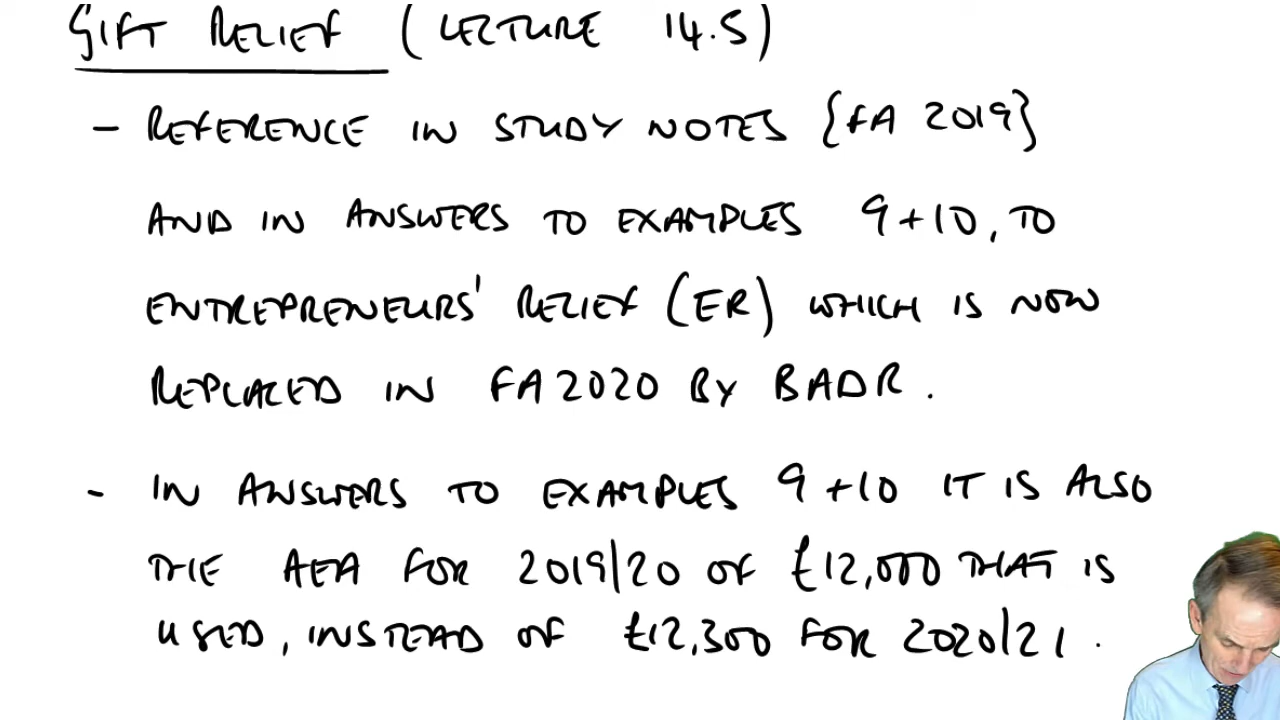 GIFT RELIEF (LECTURE 14.5)
- REFERENCE IN STUDY NOTES {FA 2019}
AND IN ANSWERS TO EXAMPLES 9+10, TO
ENTREPRENEURS' RELIEF (ER) WHICH IS NOW
REPLACED IN FA2020 BY BADR.
- IN ANSWERS TO EXAMPLES 9+10 IT IS ALSO
THE AEA FOR 2019/20 OF £12,000 THAT IS
USED, INSTEAD OF £12,300 FOR 2020/21.